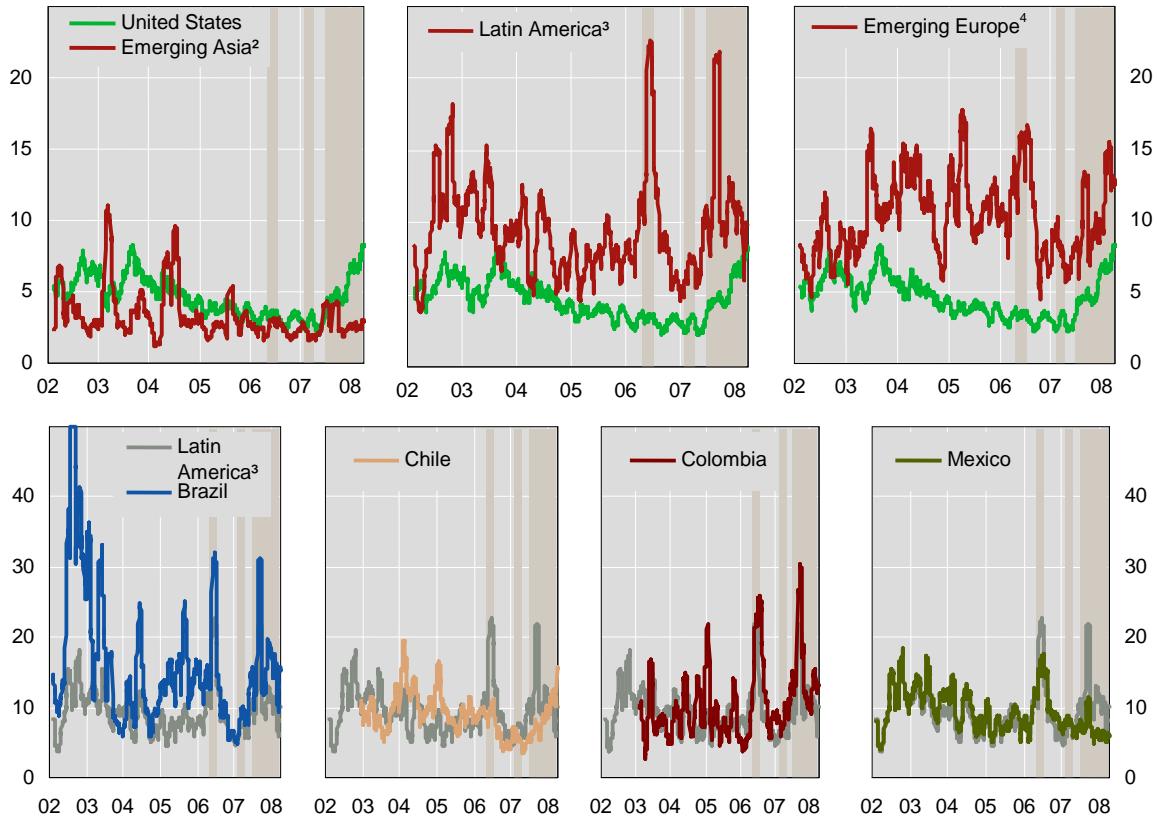 United States
Emerging Asia²
Latin America³
Emerging Europe⁴
20
15
10
5
0
20
15
10
5
0
02 03 04 05 06 07 08
02 03 04 05 06 07 08
02 03 04 05 06 07 08
Latin
America³
Brazil
Chile
Colombia
Mexico
40
30
20
10
0
40
30
20
10
0
02 03 04 05 06 07 08
02 03 04 05 06 07 08
02 03 04 05 06 07 08
02 03 04 05 06 07 08